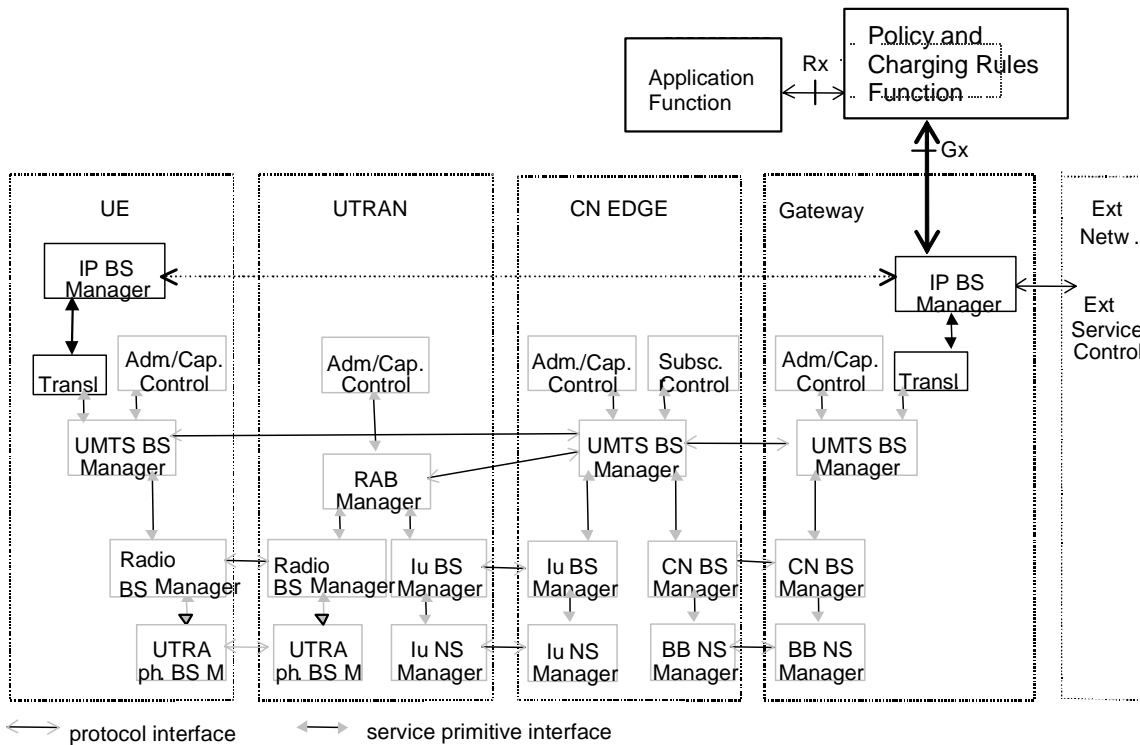 Policy and
Charging Rules
Function
Rx
Application
Function
Gx
UE
UTRAN
CN EDGE
Gateway
Ext
Netw .
IP BS
Manager
IP BS
Manager
Ext
Service
Control
Transl
Adm./Cap.
Control
Adm/Cap.
Control
Adm./Cap.
Control
Subsc.
Control
Adm/Cap.
Control
Transl
UMTS BS
Manager
UMTS BS
Manager
UMTS BS
Manager
RAB
Manager
Radio
BS Manager
Radio
BS Manager
Iu BS
Manager
Iu BS
Manager
CN BS
Manager
CN BS
Manager
UTRA
ph. BS M
UTRA
ph. BS M
Iu NS
Manager
Iu NS
Manager
BB NS
Manager
BB NS
Manager
protocol interface
service primitive interface